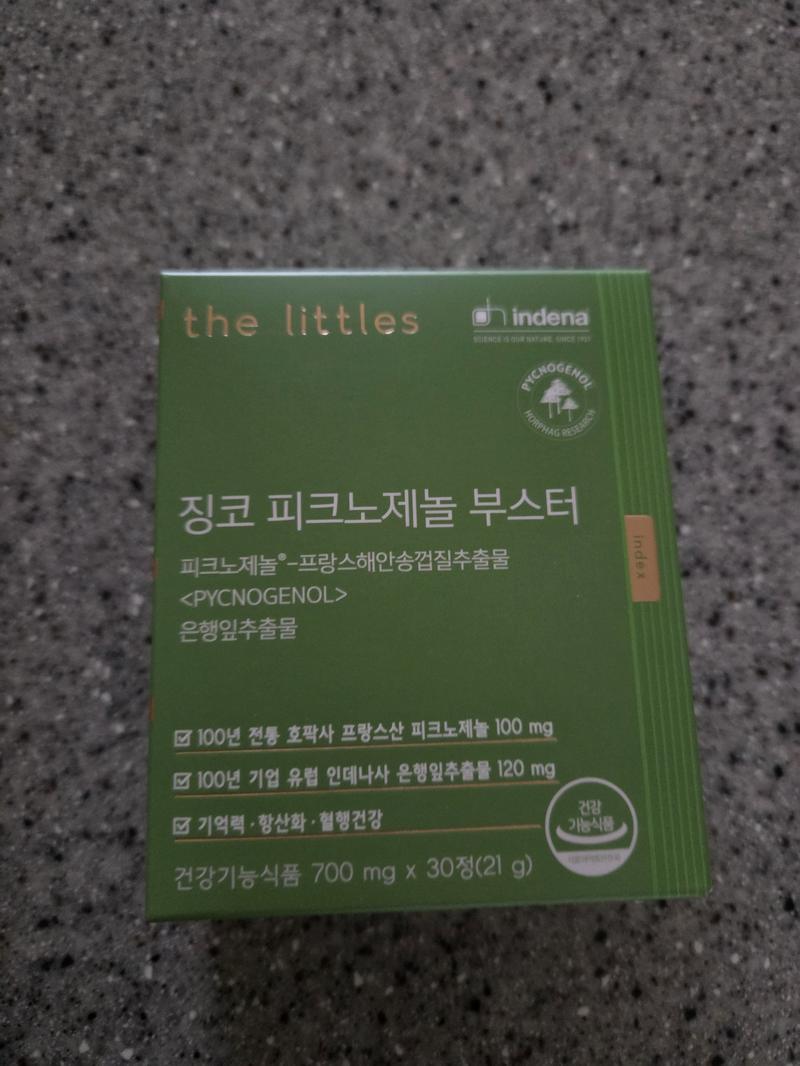 the littles
indena
SCIENCE IS OUR NATURE, SINCE 1921
PYCNOGENOL
HORPHAG RESEARCH
징코 피크노제놀 부스터
피크노제놀®-프랑스해안송껍질추출물
<PYCNOGENOL>
은행잎추출물
index
100년 전통 호팍사 프랑스산 피크노제놀 100 mg
100년 기업 유럽 인데나사 은행잎추출물 120 mg
기억력·항산화·혈행건강
건강
기능식품
건강기능식품 700 mg x 30정(21 g)